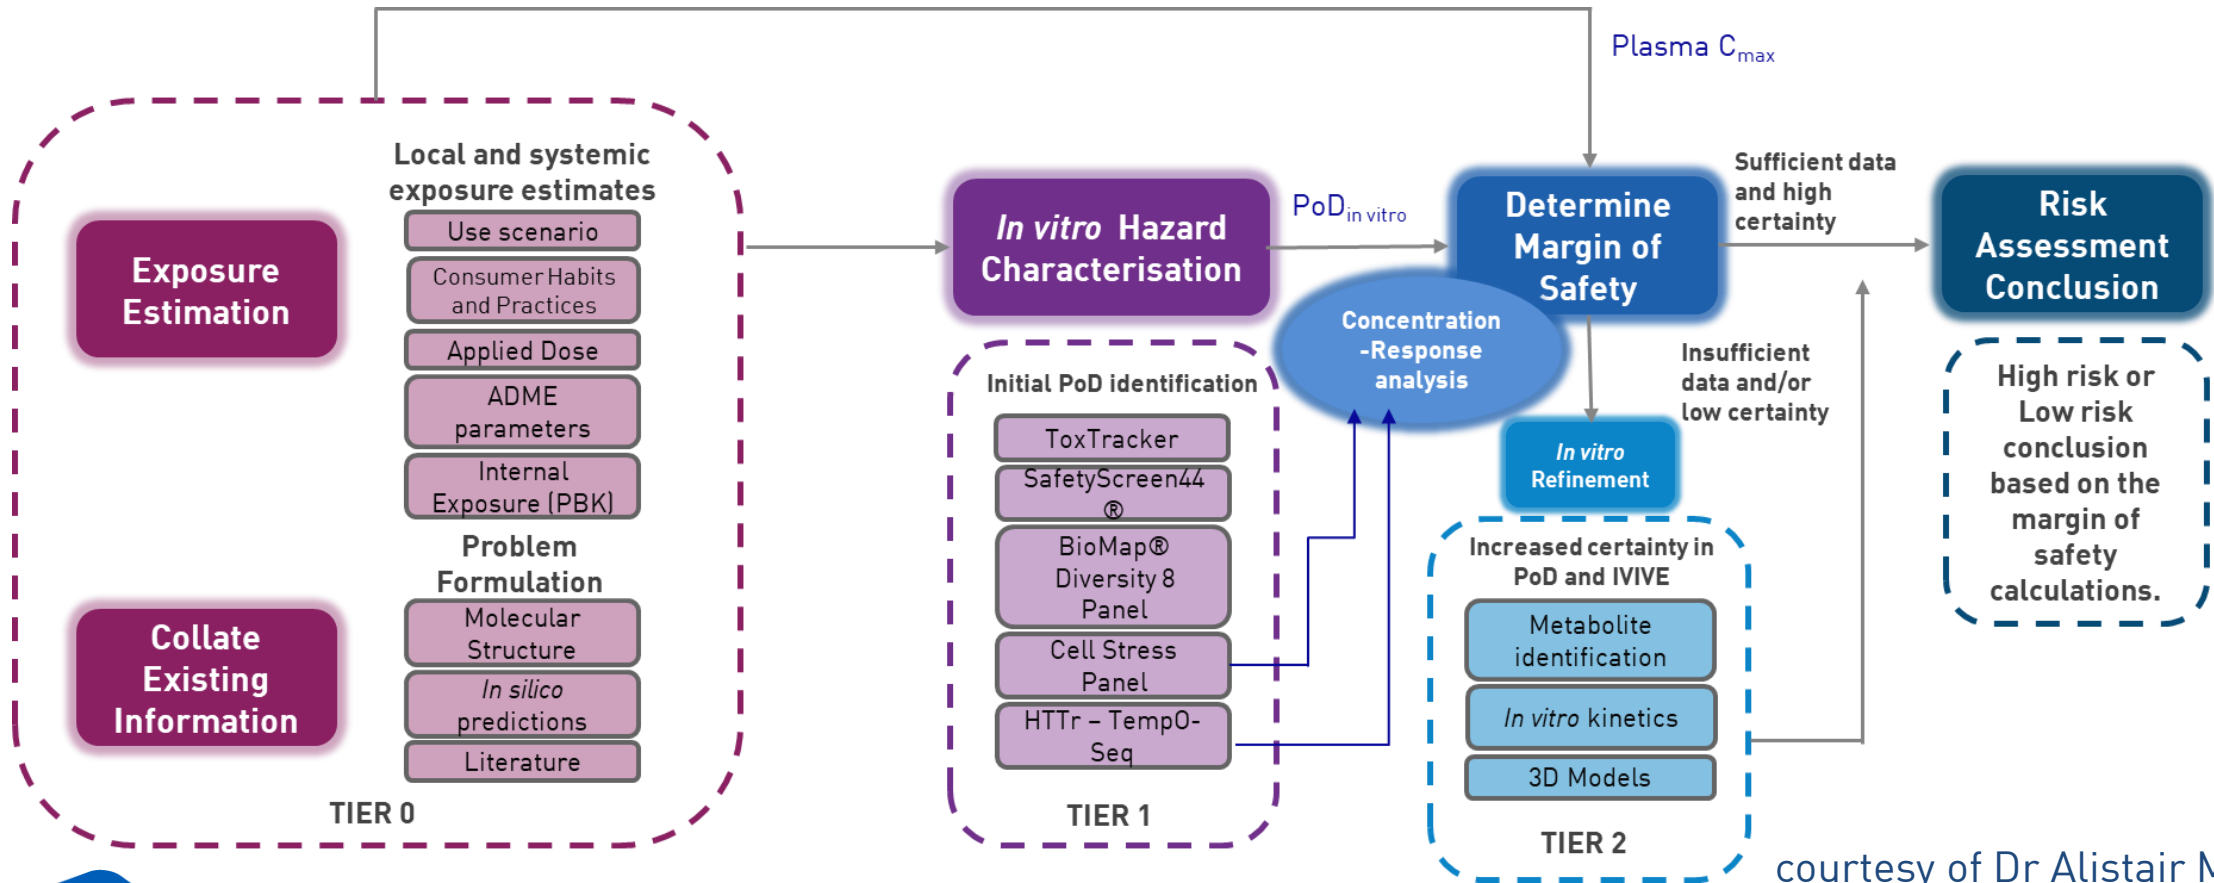 Plasma Cmax
Local and systemic
exposure estimates
Exposure
Estimation
Use scenario
Consumer Habits
and Practices
Applied Dose
ADME
parameters
Internal
Exposure (PBK)
Problem
Formulation
Collate
Existing
Information
Molecular
Structure
In silico
predictions
Literature
TIER 0
In vitro Hazard
Characterisation
PoDin vitro
Initial PoD identification
ToxTracker
SafetyScreen44
®
BioMap®
Diversity 8
Panel
Cell Stress
Panel
HTTr – TempO-
Seq
TIER 1
Determine
Margin of
Safety
Concentration
-Response
analysis
Sufficient data
and high
certainty
Insufficient
data and/or
low certainty
In vitro
Refinement
Increased certainty in
PoD and IVIVE
Metabolite
identification
In vitro kinetics
3D Models
TIER 2
Risk
Assessment
Conclusion
High risk or
Low risk
conclusion
based on the
margin of
safety
calculations.
courtesy of Dr Alistair M